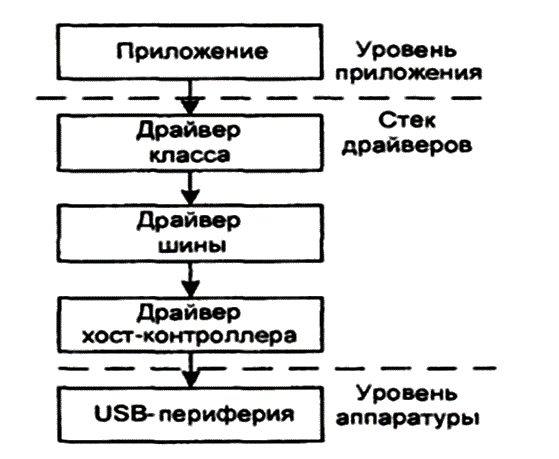 Приложение
Уровень
приложения
Драйвер
класса
Стек
драйверов
Драйвер
шины
Драйвер
хост-контроллера
USB-периферия
Уровень
аппаратуры